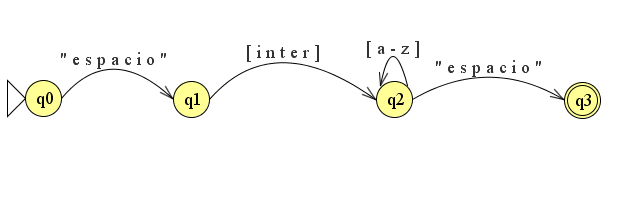 "espacio"
[inter]
[a-z]
"espacio"
q0
q1
q2
q3